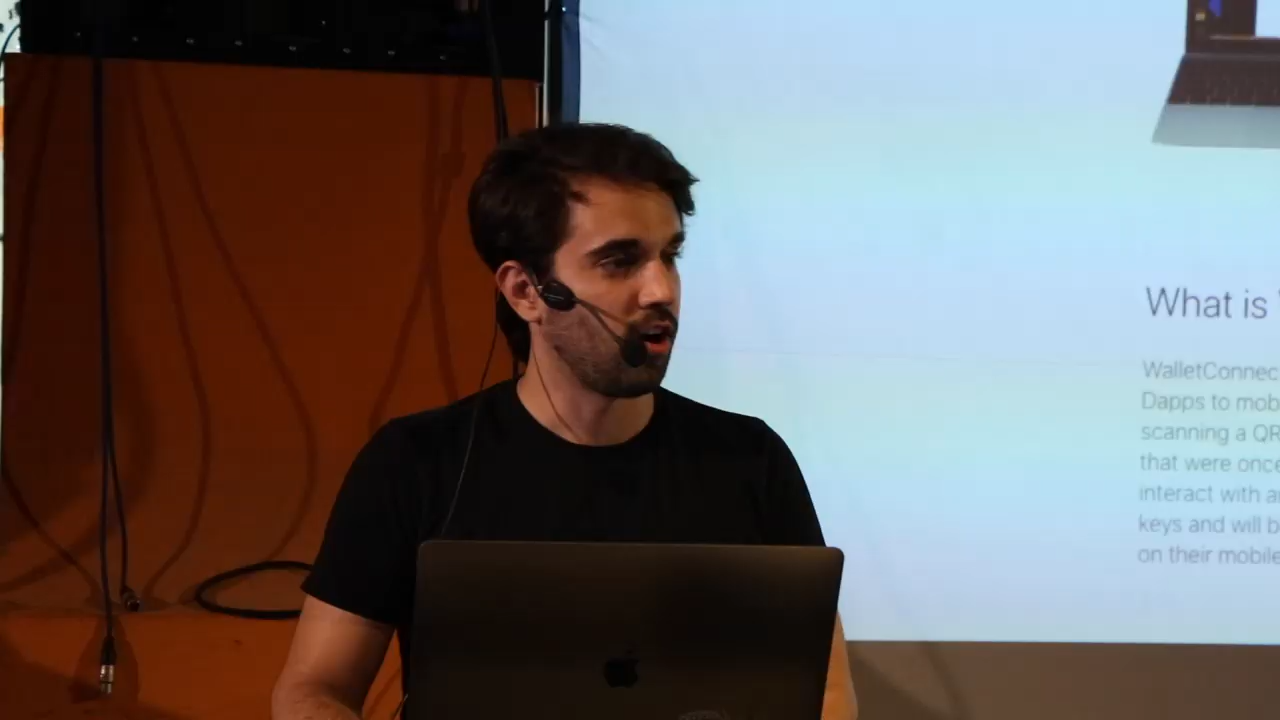 What is
WalletConnec
Dapps to mob
scanning a QR
that were once
interact with a
keys and will b
on their mobile